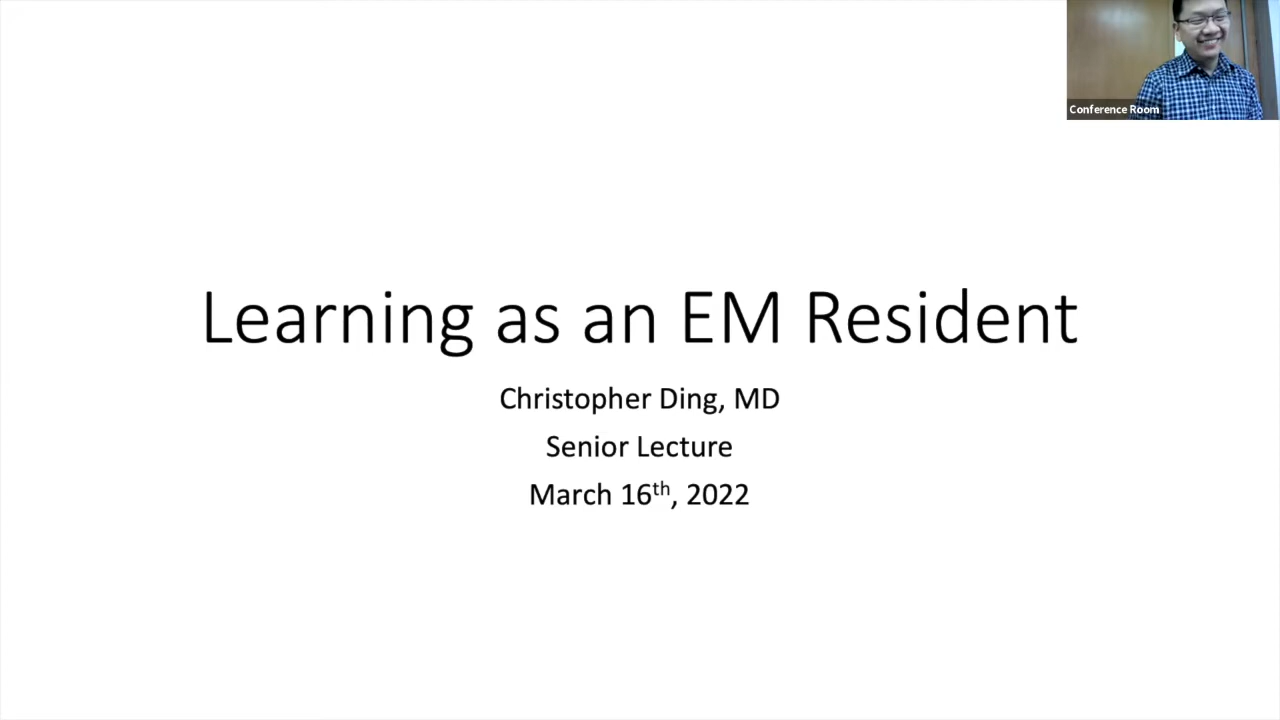 Conference Room
Learning as an EM Resident
Christopher Ding, MD
Senior Lecture
March 16th, 2022